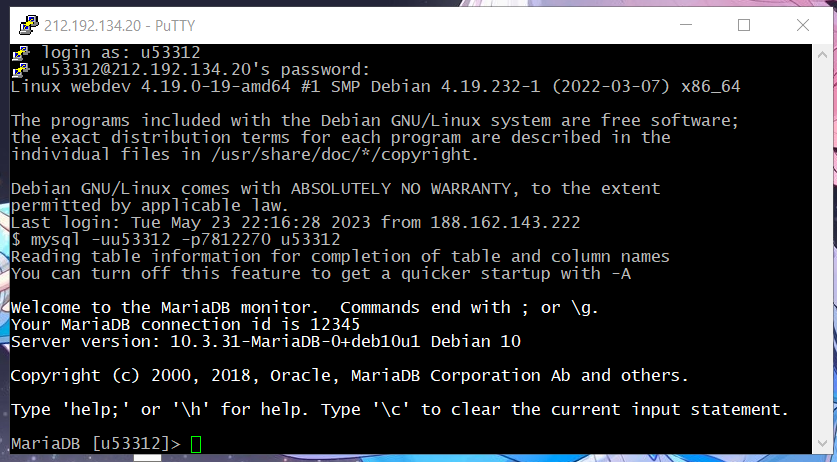 212.192.134.20 - PuTTY
login as: u53312
u53312@212.192.134.20's password:
Linux webdev 4.19.0-19-amd64 #1 SMP Debian 4.19.232-1 (2022-03-07) x86_64
The programs included with the Debian GNU/Linux system are free software;
the exact distribution terms for each program are described in the
individual files in /usr/share/doc/*/copyright.
Debian GNU/Linux comes with ABSOLUTELY NO WARRANTY, to the extent
permitted by applicable law.
Last login: Tue May 23 22:16:28 2023 from 188.162.143.222
$ mysql -uu53312 -p7812270 u53312
Reading table information for completion of table and column names
You can turn off this feature to get a quicker startup with -A
Welcome to the MariaDB monitor.  Commands end with ; or \g.
Your MariaDB connection id is 12345
Server version: 10.3.31-MariaDB-0+deb10u1 Debian 10
Copyright (c) 2000, 2018, Oracle, MariaDB Corporation Ab and others.
Type 'help;' or '\h' for help. Type '\c' to clear the current input statement.
MariaDB [u53312]>